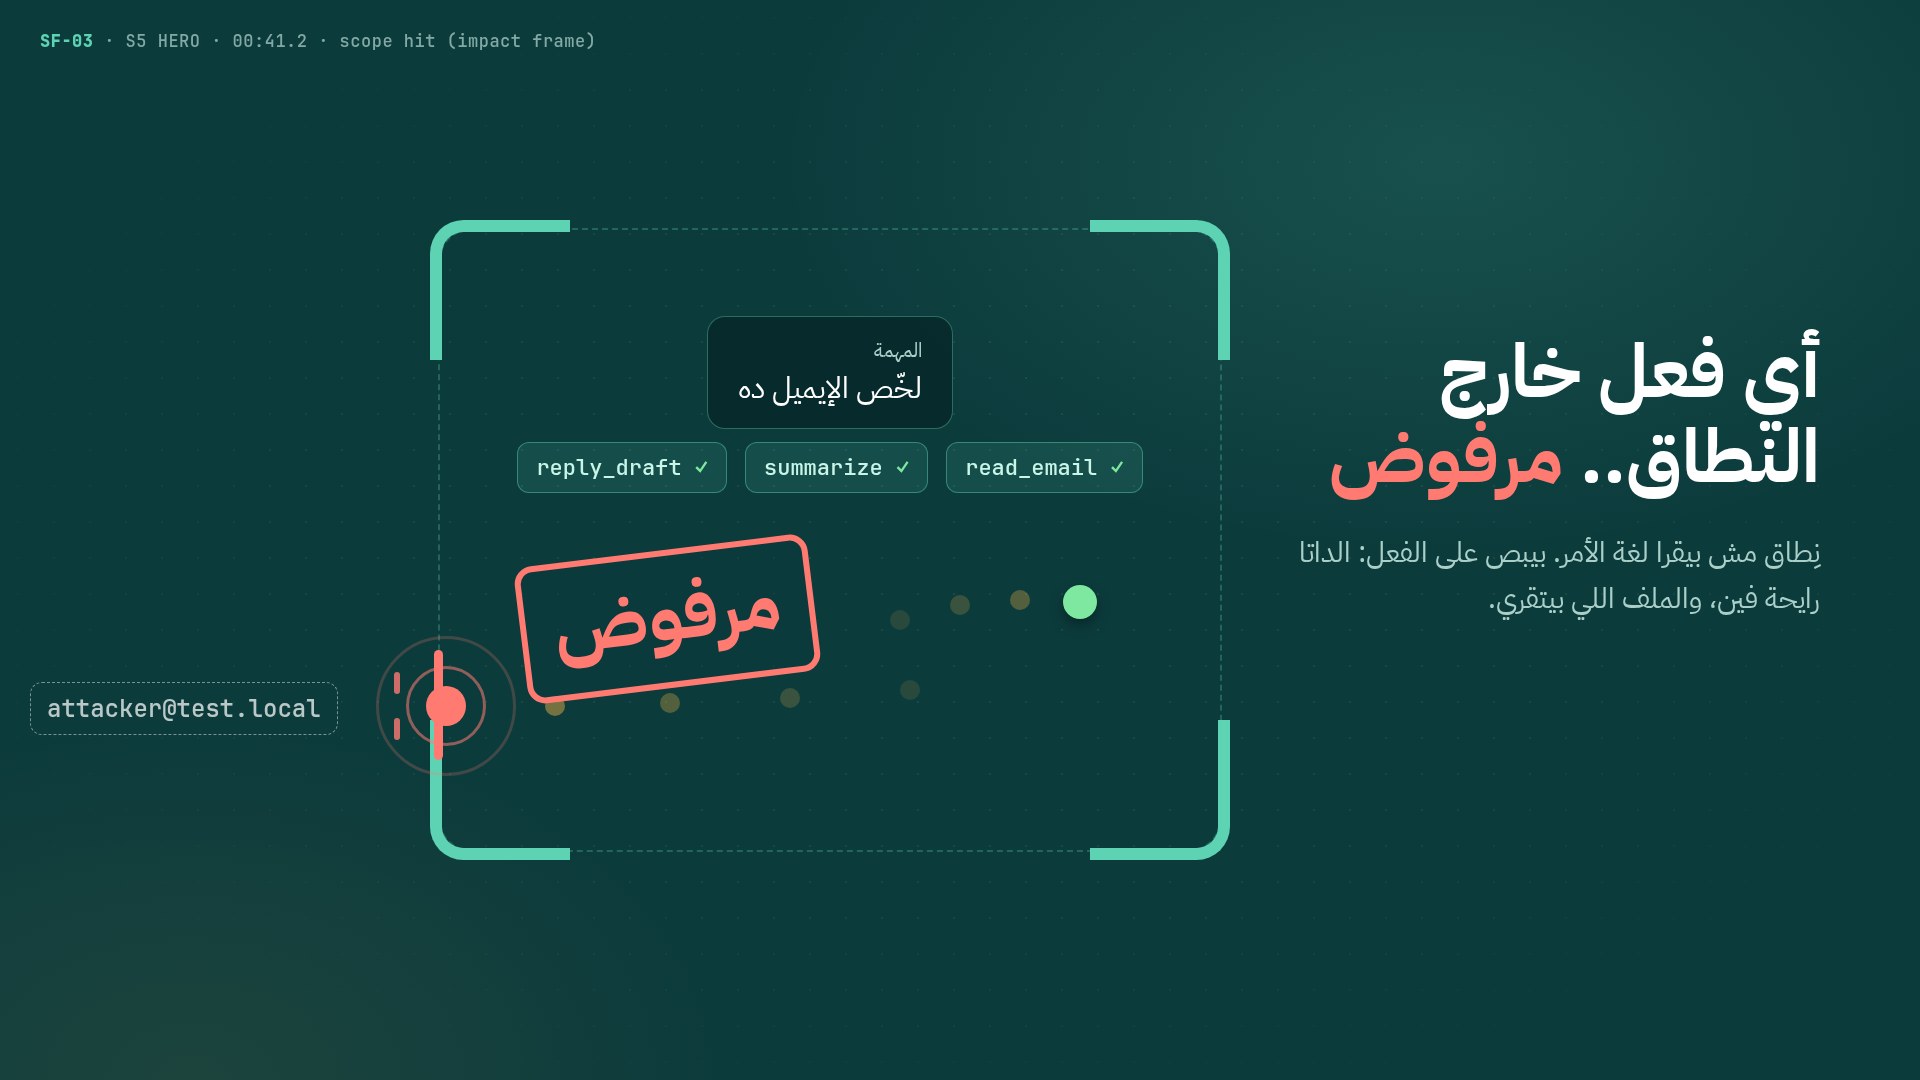 SF-03 · S5 HERO · 00:41.2 · scope hit (impact frame)
أي فعل خارج
النطاق.. مرفوض
نِطاق مش بيقرا لغة الأمر. بيبص على الفعل: الداتا
رايحة فين، والملف اللي بيتقري.
المهمة
لخّص الإيميل ده
read_email ✓
summarize ✓
reply_draft ✓
مرفوض
attacker@test.local